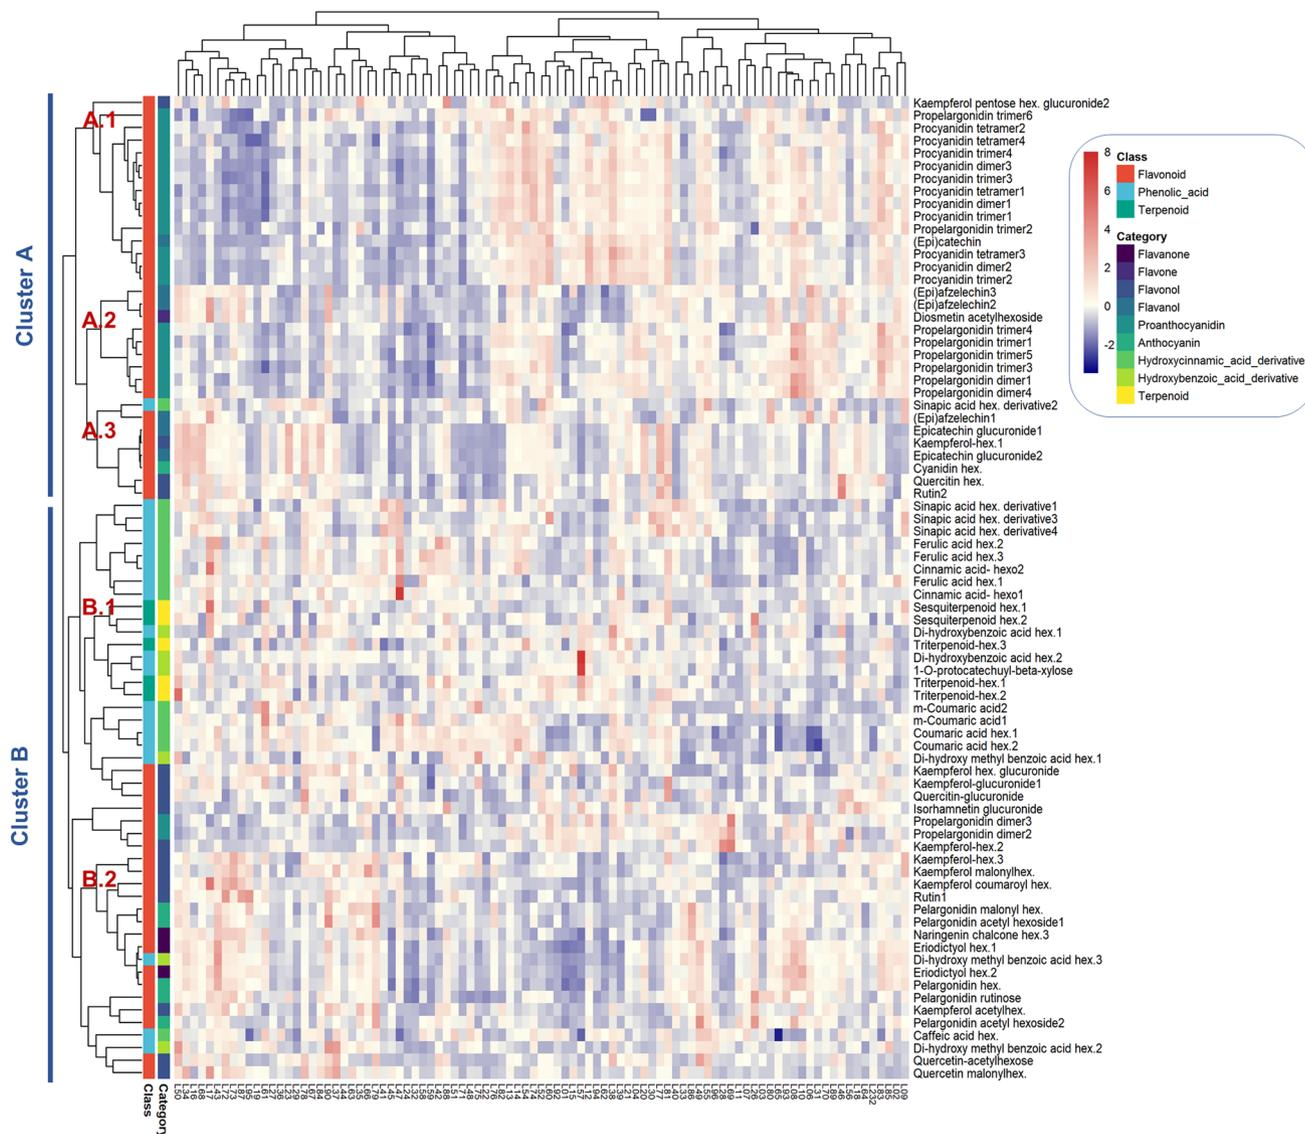 Cluster A
Cluster B
A.1
A.2
A.3
B.1
B.2
Kaempferol pentose hex. glucuronide2
Propelargonidin trimer6
Procyanidin tetramer2
Procyanidin tetramer4
Procyanidin trimer4
Procyanidin dimer3
Procyanidin trimer3
Procyanidin tetramer1
Procyanidin dimer1
Procyanidin trimer1
Propelargonidin trimer2
(Epi)catechin
Procyanidin tetramer3
Procyanidin dimer2
Procyanidin trimer2
(Epi)afzelechin3
(Epi)afzelechin2
Diosmetin acetylhexoside
Propelargonidin trimer4
Propelargonidin trimer1
Propelargonidin trimer5
Propelargonidin trimer3
Propelargonidin dimer1
Propelargonidin dimer4
Sinapic acid hex. derivative2
(Epi)afzelechin1
Epicatechin glucuronide1
Kaempferol-hex.1
Epicatechin glucuronide2
Cyanidin hex.
Quercitin hex.
Rutin2
Sinapic acid hex. derivative1
Sinapic acid hex. derivative3
Sinapic acid hex. derivative4
Ferulic acid hex.2
Ferulic acid hex.3
Cinnamic acid- hexo2
Ferulic acid hex.1
Cinnamic acid- hexo1
Sesquiterpenoid hex.1
Sesquiterpenoid hex.2
Di-hydroxybenzoic acid hex.1
Triterpenoid-hex.3
Di-hydroxybenzoic acid hex.2
1-O-protocatechuyl-beta-xylose
Triterpenoid-hex.1
Triterpenoid-hex.2
m-Coumaric acid2
m-Coumaric acid1
Coumaric acid hex.1
Coumaric acid hex.2
Di-hydroxy methyl benzoic acid hex.1
Kaempferol hex. glucuronide
Kaempferol-glucuronide1
Quercitin-glucuronide
Isorhamnetin glucuronide
Propelargonidin dimer3
Propelargonidin dimer2
Kaempferol-hex.2
Kaempferol-hex.3
Kaempferol malonylhex.
Kaempferol coumaroyl hex.
Rutin1
Pelargonidin malonyl hex.
Pelargonidin acetyl hexoside1
Naringenin chalcone hex.3
Eriodictyol hex.1
Di-hydroxy methyl benzoic acid hex.3
Eriodictyol hex.2
Pelargonidin hex.
Pelargonidin rutinose
Kaempferol acetylhex.
Pelargonidin acetyl hexoside2
Caffeic acid hex.
Di-hydroxy methyl benzoic acid hex.2
Quercetin-acetylhexose
Quercetin malonylhex.
Class
Category
8
6
4
2
0
-2
Class
Flavonoid
Phenolic_acid
Terpenoid
Category
Flavanone
Flavone
Flavonol
Flavanol
Proanthocyanidin
Anthocyanin
Hydroxycinnamic_acid_derivative
Hydroxybenzoic_acid_derivative
Terpenoid